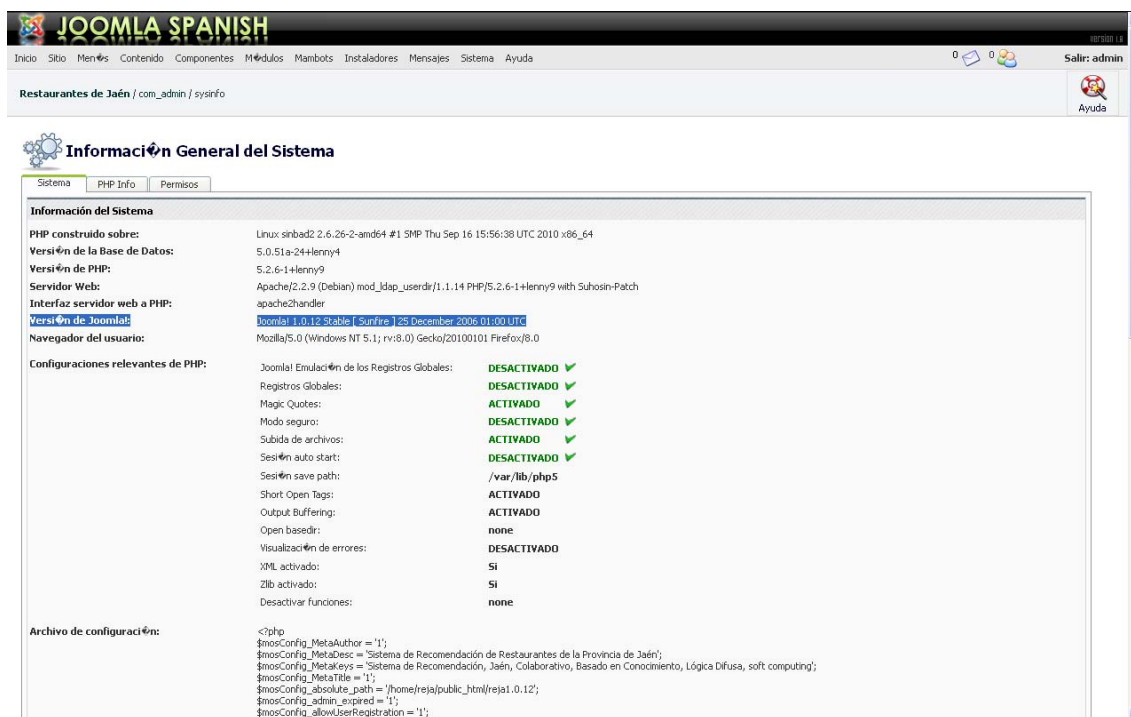 JOOMLA SPANISH
version 1.0
Inicio Sitio Men�s Contenido Componentes M�dulos Mambots Instaladores Mensajes Sistema Ayuda 0 0 Salir: admin
Restaurantes de Jaén / com_admin / sysinfo
Ayuda
Informaci�n General del Sistema
Sistema PHP Info Permisos
Información del Sistema
PHP construido sobre: Linux sinbad2 2.6.26-2-amd64 #1 SMP Thu Sep 16 15:56:38 UTC 2010 x86_64
Versi�n de la Base de Datos: 5.0.51a-24+lenny4
Versi�n de PHP: 5.2.6-1+lenny9
Servidor Web: Apache/2.2.9 (Debian) mod_ldap_userdir/1.1.14 PHP/5.2.6-1+lenny9 with Suhosin-Patch
Interfaz servidor web a PHP: apache2handler
Versi�n de Joomla!: Joomla! 1.0.12 Stable [ Sunfire ] 25 December 2006 01:00 UTC
Navegador del usuario: Mozilla/5.0 (Windows NT 5.1; rv:8.0) Gecko/20100101 Firefox/8.0
Configuraciones relevantes de PHP: Joomla! Emulaci�n de los Registros Globales: DESACTIVADO
Registros Globales: DESACTIVADO
Magic Quotes: ACTIVADO
Modo seguro: DESACTIVADO
Subida de archivos: ACTIVADO
Sesi�n auto start: DESACTIVADO
Sesi�n save path: /var/lib/php5
Short Open Tags: ACTIVADO
Output Buffering: ACTIVADO
Open basedir: none
Visualizaci�n de errores: DESACTIVADO
XML activado: Si
Zlib activado: Si
Desactivar funciones: none
Archivo de configuraci�n: <?php
$mosConfig_MetaAuthor = '1';
$mosConfig_MetaDesc = 'Sistema de Recomendación de Restaurantes de la Provincia de Jaén';
$mosConfig_MetaKeys = 'Sistema de Recomendación, Jaén, Colaborativo, Basado en Conocimiento, Lógica Difusa, soft computing';
$mosConfig_MetaTitle = '1';
$mosConfig_absolute_path = '/home/reja/public_html/reja1.0.12';
$mosConfig_admin_expired = '1';
$mosConfig_allowUserRegistration = '1';